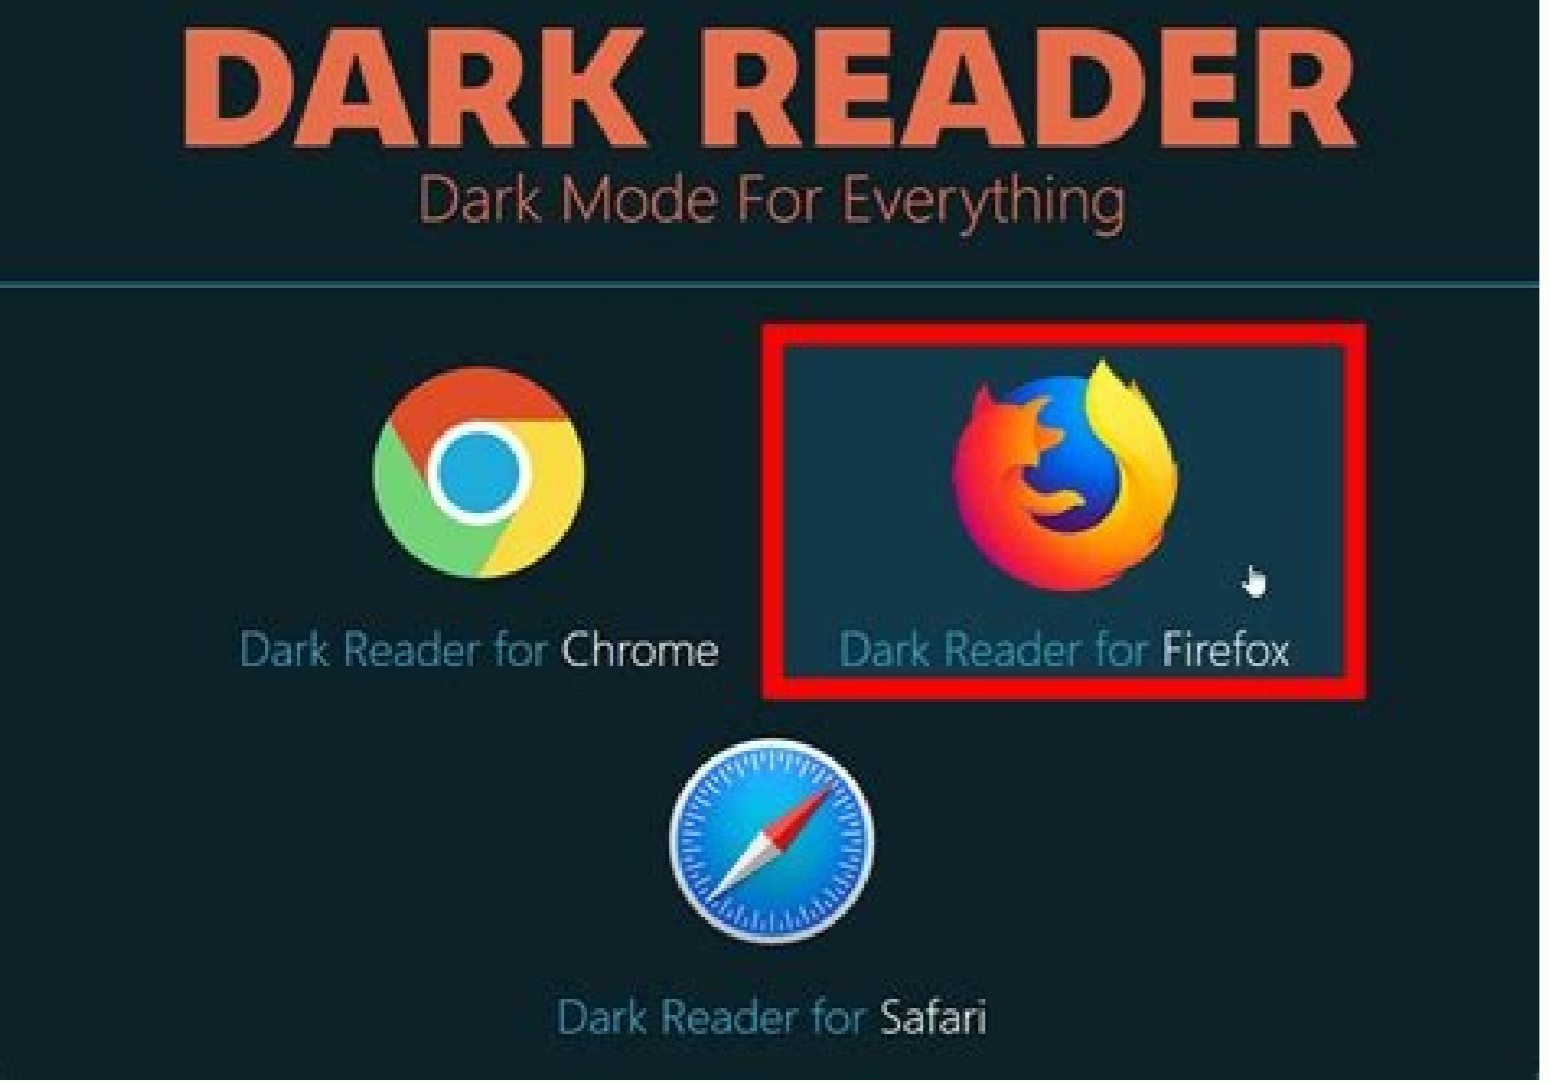 DARK READER
Dark Mode For Everything
Dark Reader for Chrome
Dark Reader for Firefox
Dark Reader for Safari